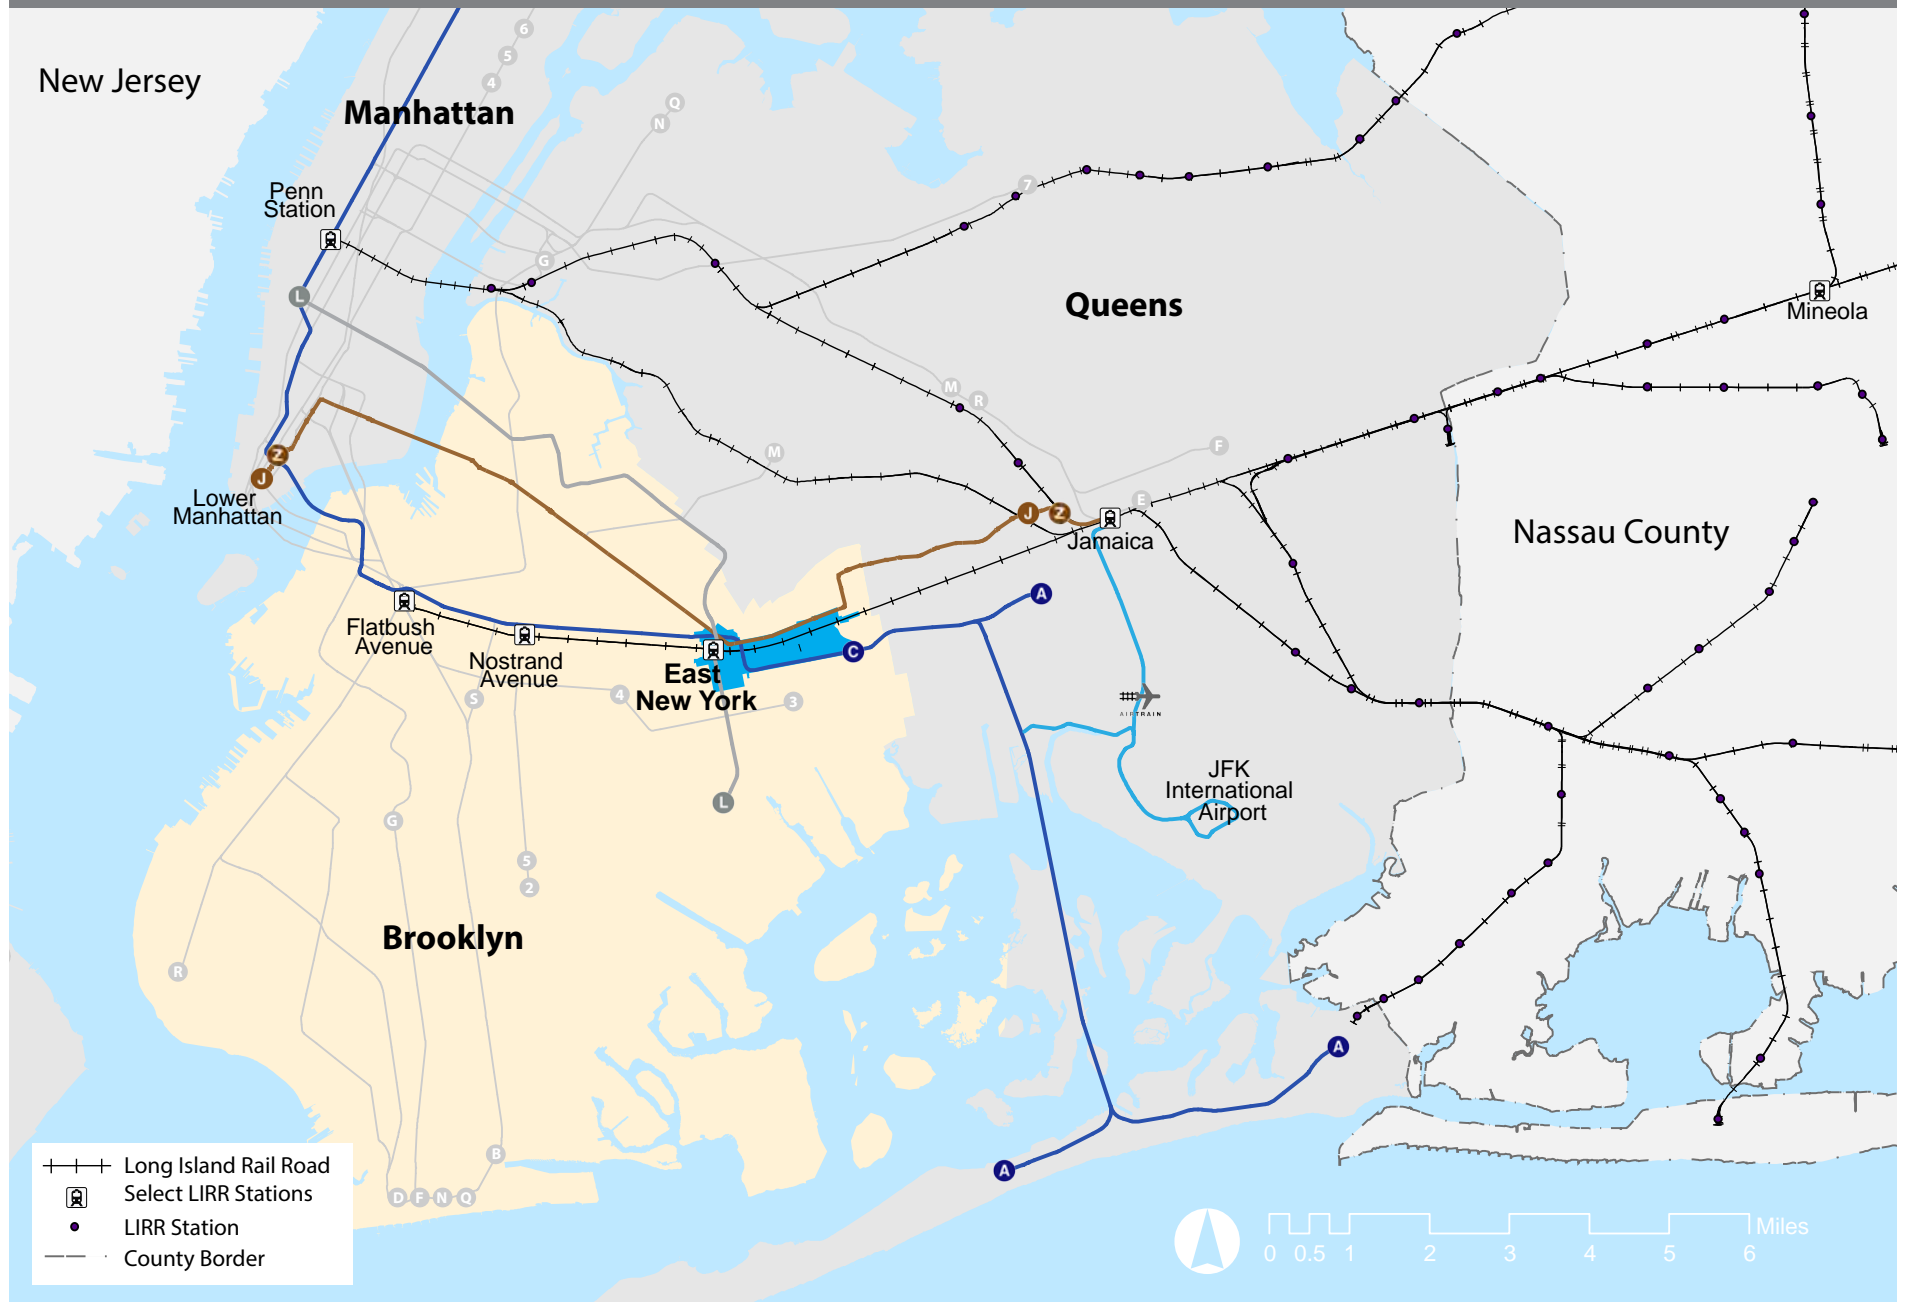 6
5
New Jersey
4
Manhattan
Q
N
Penn
Station
7
G
L
Queens
Mineola
M
R
F
M
Z
J
Lower
Manhattan
E
J
Z
Jamaica
Nassau County
A
Flatbush
Avenue
Nostrand
Avenue
C
East
New York
S
4
3
AIRTRAIN
JFK
International
Airport
L
G
5
2
Brooklyn
R
A
B
A
D
F
N
Q
Long Island Rail Road
Select LIRR Stations
LIRR Station
County Border
Miles
0 0.5 1 2 3 4 5 6